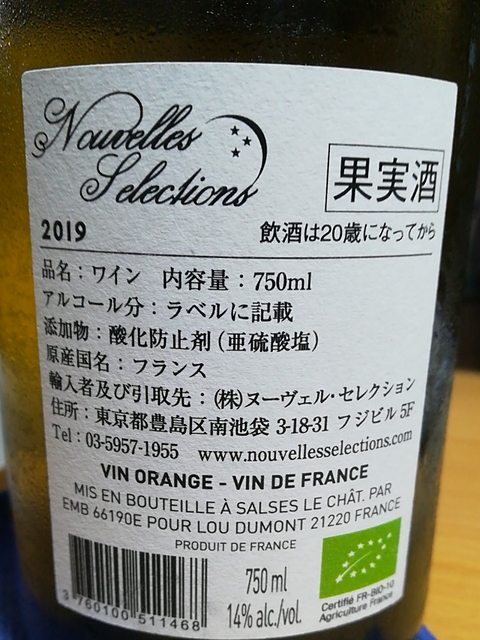 Nouvelles
Selections
果実酒
2019
飲酒は20歳になってから
品名：ワイン 内容量：750ml
アルコール分：ラベルに記載
添加物：酸化防止剤（亜硫酸塩）
原産国名：フランス
輸入者及び引取先：(株)ヌーヴェル・セレクション
住所：東京都豊島区南池袋 3-18-31 フジビル 5F
Tel：03-5957-1955 www.nouvellesselections.com
VIN ORANGE - VIN DE FRANCE
MIS EN BOUTEILLE À SALSES LE CHÂT. PAR
EMB 66190E POUR LOU DUMONT 21220 FRANCE
PRODUIT DE FRANCE
3 760100 511468
750 ml
14% alc./vol.
Certifié FR-BIO-10
Agriculture France